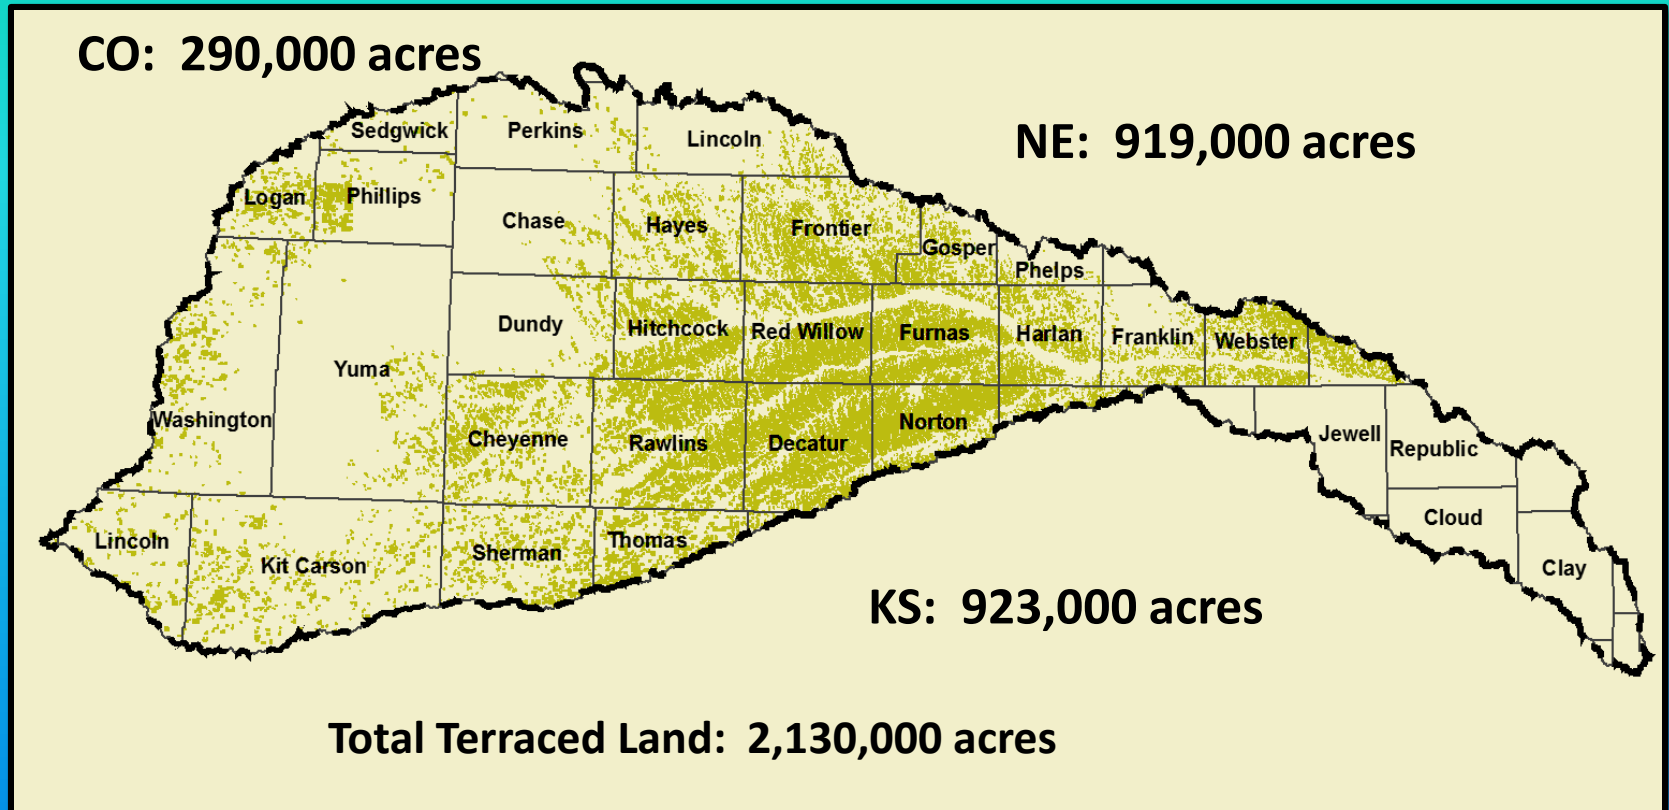 CO: 290,000 acres
NE: 919,000 acres
Sedgwick
Perkins
Lincoln
Logan
Phillips
Chase
Hayes
Frontier
Gosper
Phelps
Dundy
Hitchcock
Red Willow
Furnas
Harlan
Franklin
Webster
Yuma
Washington
Cheyenne
Rawlins
Decatur
Norton
Jewell
Republic
Lincoln
Kit Carson
Sherman
Thomas
Cloud
Clay
KS: 923,000 acres
Total Terraced Land: 2,130,000 acres